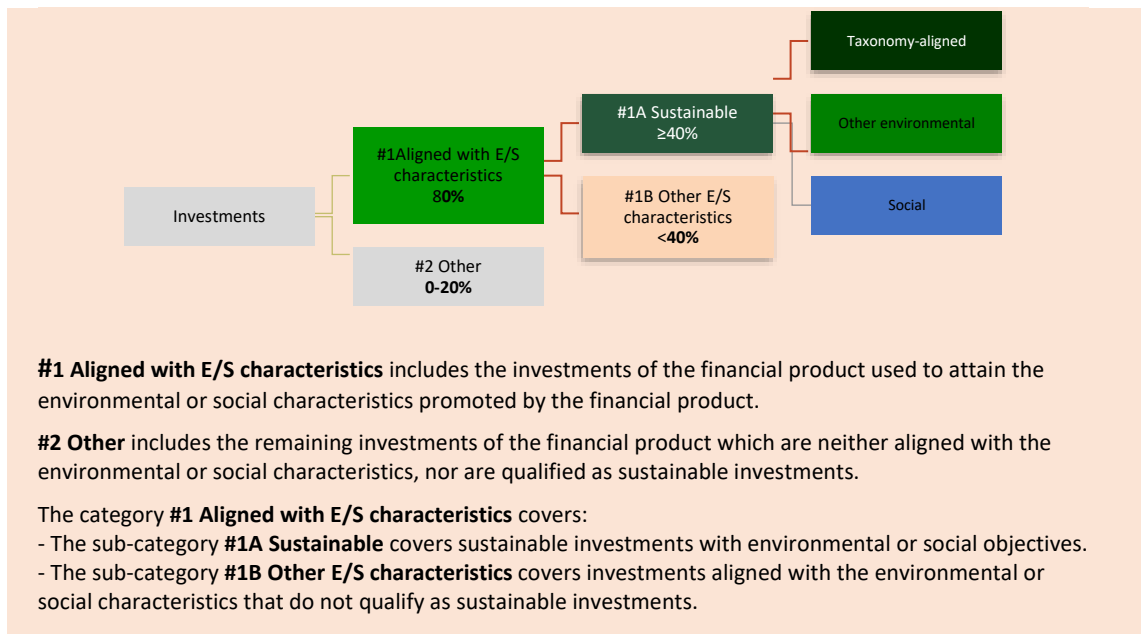 Taxonomy-aligned
#1A Sustainable
≥40%
Other environmental
#1Aligned with E/S
characteristics
80%
#1B Other E/S
characteristics
<40%
Investments
Social
#2 Other
0-20%
#1 Aligned with E/S characteristics includes the investments of the financial product used to attain the
environmental or social characteristics promoted by the financial product.
#2 Other includes the remaining investments of the financial product which are neither aligned with the
environmental or social characteristics, nor are qualified as sustainable investments.
The category #1 Aligned with E/S characteristics covers:
- The sub-category #1A Sustainable covers sustainable investments with environmental or social objectives.
- The sub-category #1B Other E/S characteristics covers investments aligned with the environmental or
social characteristics that do not qualify as sustainable investments.